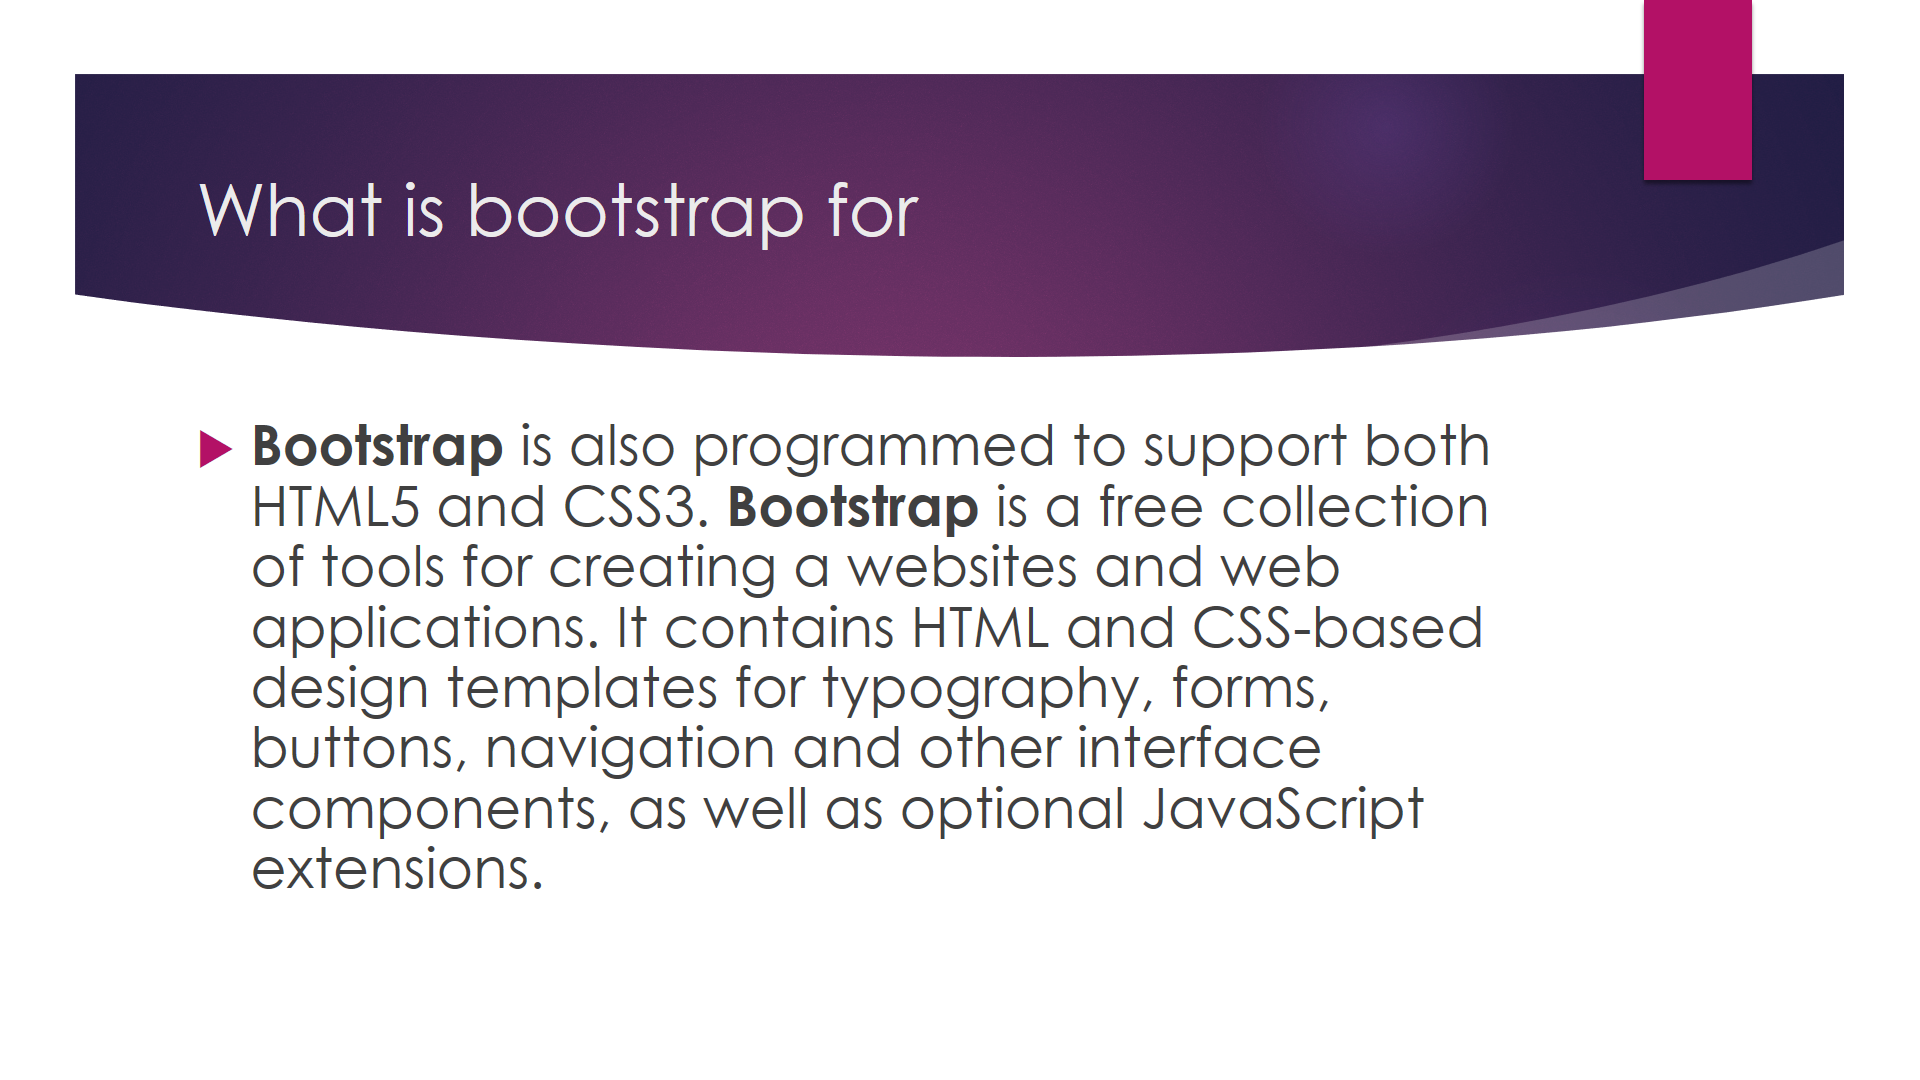 What is bootstrap for
Bootstrap is also programmed to support both
HTML5 and CSS3. Bootstrap is a free collection
of tools for creating a websites and web
applications. It contains HTML and CSS-based
design templates for typography, forms,
buttons, navigation and other interface
components, as well as optional JavaScript
extensions.